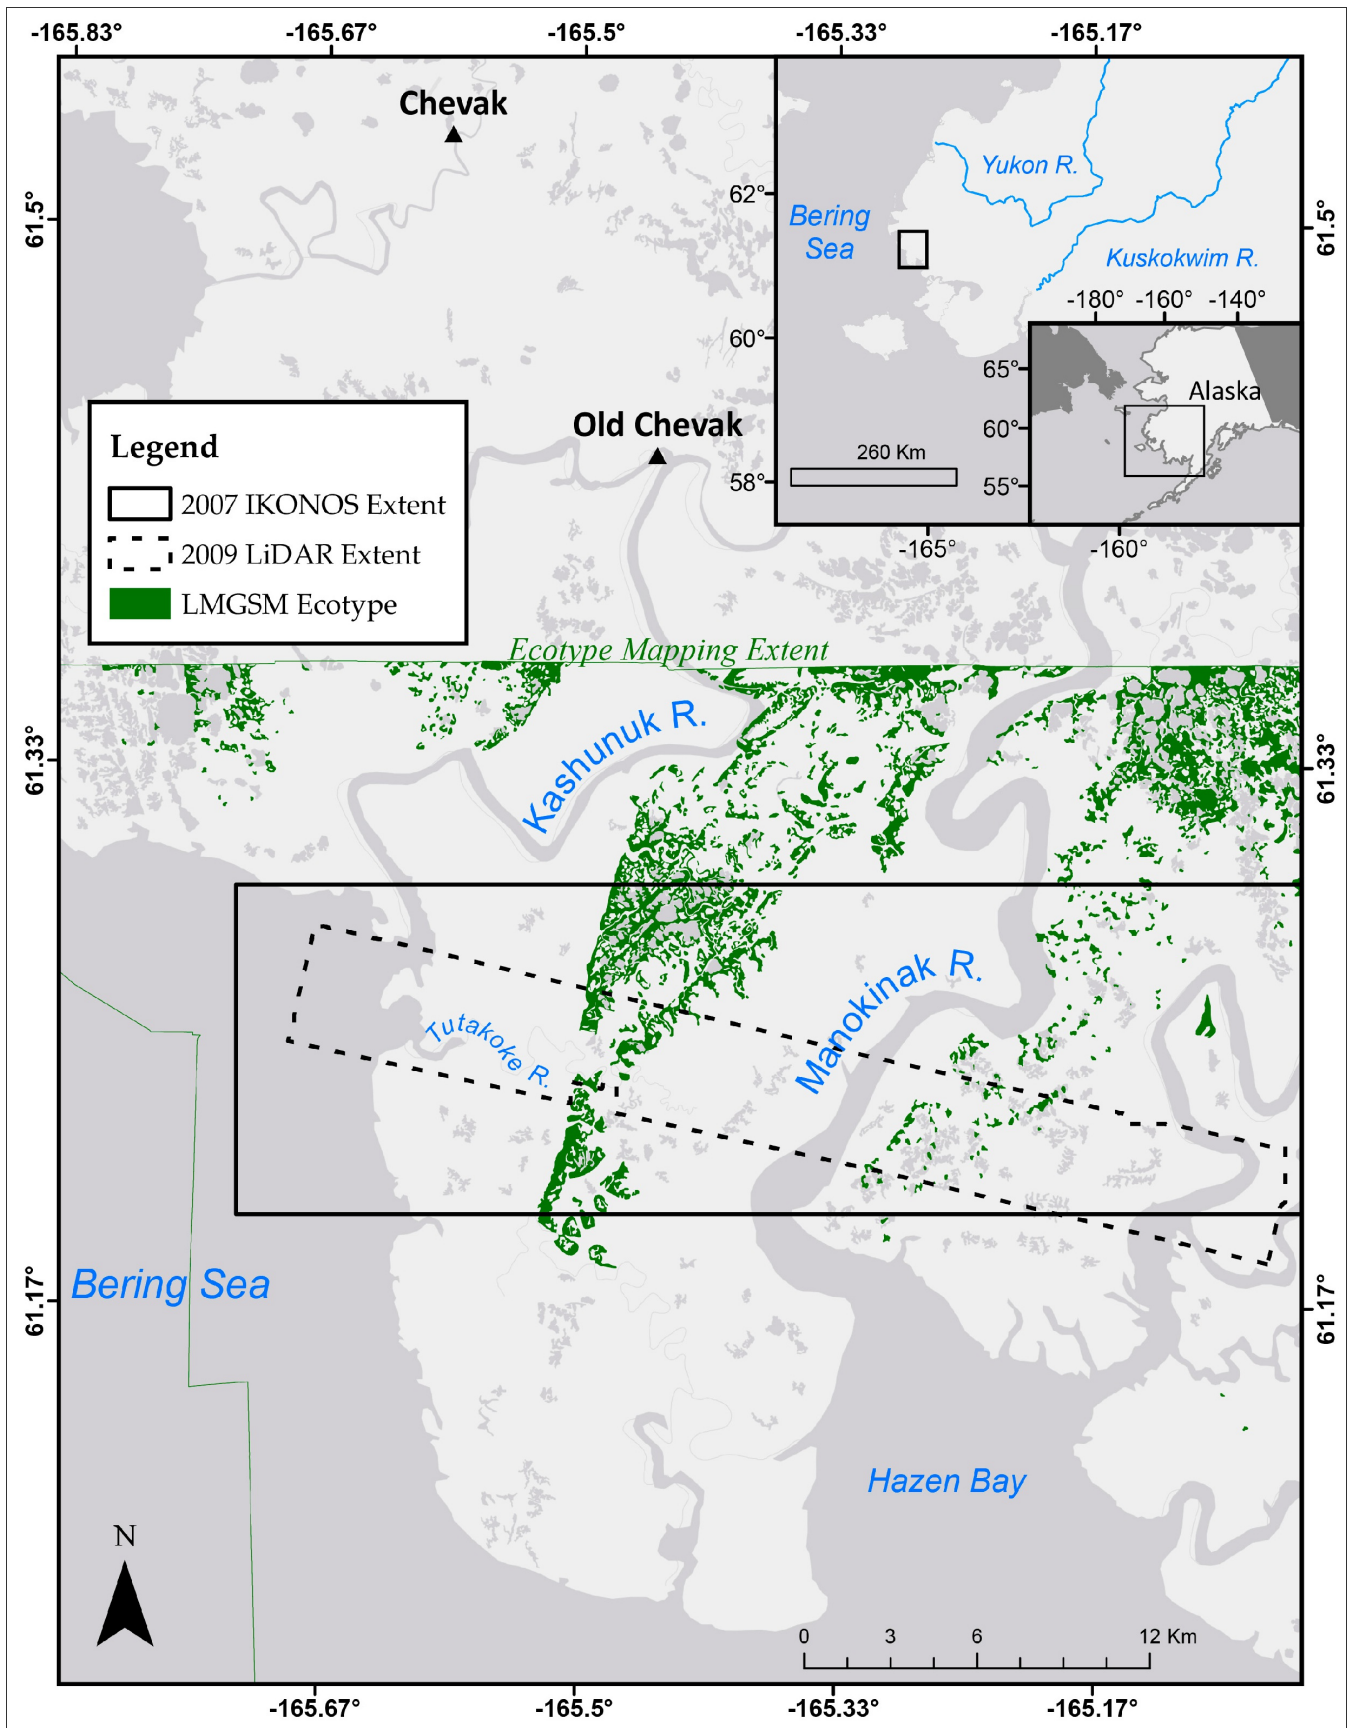 -165.83°
-165.67°
-165.5°
-165.33°
-165.17°
Chevak
Yukon R.
62°
Bering
Sea
61.5°
61.5°
Kuskokwim R.
-180°
-160°
-140°
60°
65°
Alaska
Old Chevak
Legend
60°
260 Km
58°
55°
2007 IKONOS Extent
-165°
-160°
2009 LiDAR Extent
LMGSM Ecotype
Ecotype Mapping Extent
Kashunuk R.
61.33°
61.33°
Manokinak R.
Tutakoke R.
Bering Sea
61.17°
61.17°
Hazen Bay
N
0
3
6
12 Km
-165.67°
-165.5°
-165.33°
-165.17°